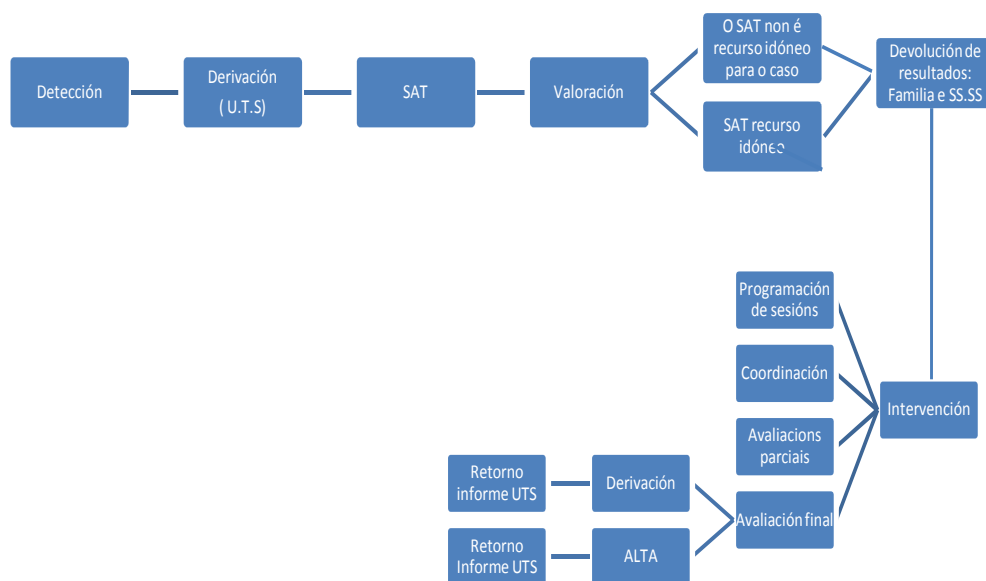 Detección
Derivación
( U.T.S)
SAT
Valoración
O SAT non é
recurso idóneo
para o caso
SAT recurso
idóneo
Devolución de
resultados:
Familia e SS.SS
Programación
de sesións
Coordinación
Avaliacions
parciais
Avaliación final
Intervención
Derivación
ALTA
Retorno
informe UTS
Retorno
Informe UTS